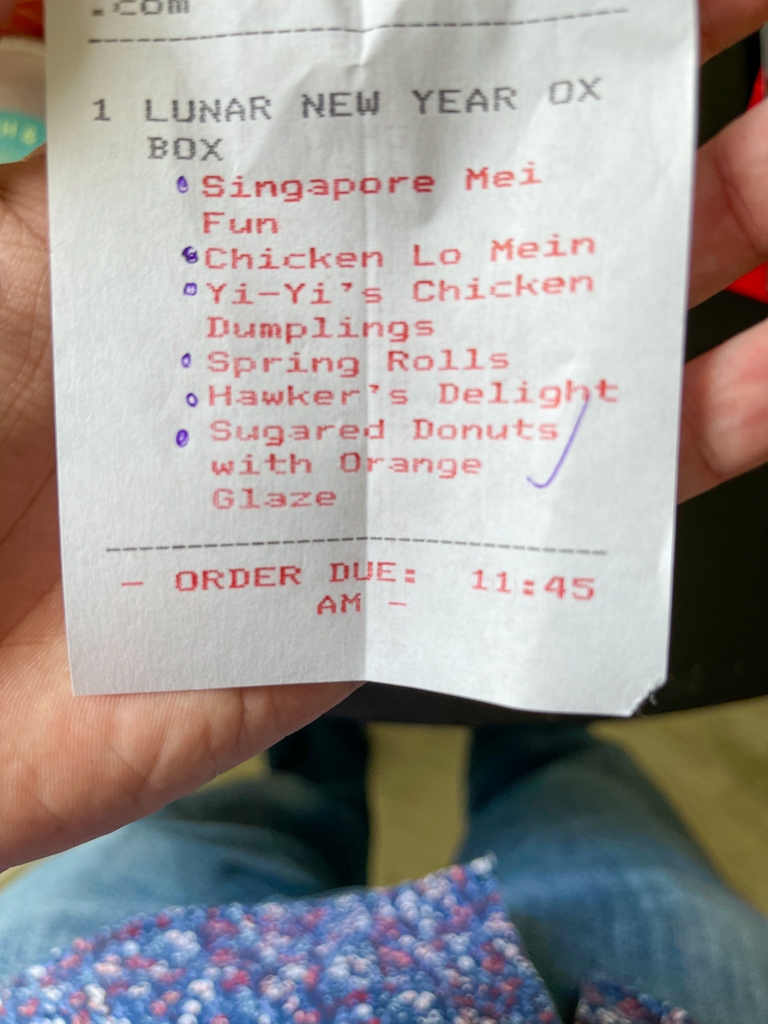 .com
1 LUNAR NEW YEAR OX
BOX
Singapore Mei
Fun
Chicken Lo Mein
Yi-Yi's Chicken
Dumplings
Spring Rolls
Hawker's Delight
Sugared Donuts
with Orange
Glaze
- ORDER DUE: 11:45
AM -